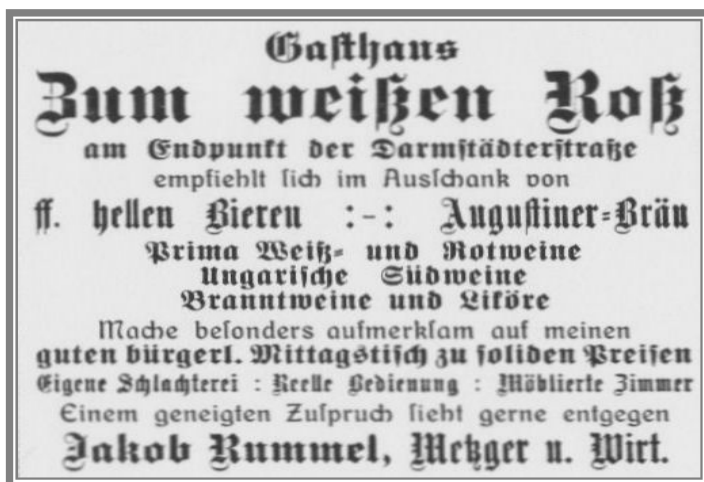 Gasthaus
Zum weißen Roß
am Endpunkt der Darmstädterstraße
empfiehlt sich im Ausschank von
ff. hellen Bieren :-: Augustiner-Bräu
Prima Weiß- und Rotweine
Ungarische Südweine
Branntweine und Liköre
Mache besonders aufmerksam auf meinen
guten bürgerl. Mittagstisch zu soliden Preisen
Eigene Schlachterei : Reelle Bedienung : Möblierte Zimmer
Einem geneigten Zuspruch sieht gerne entgegen
Jakob Rummel, Metzger u. Wirt.